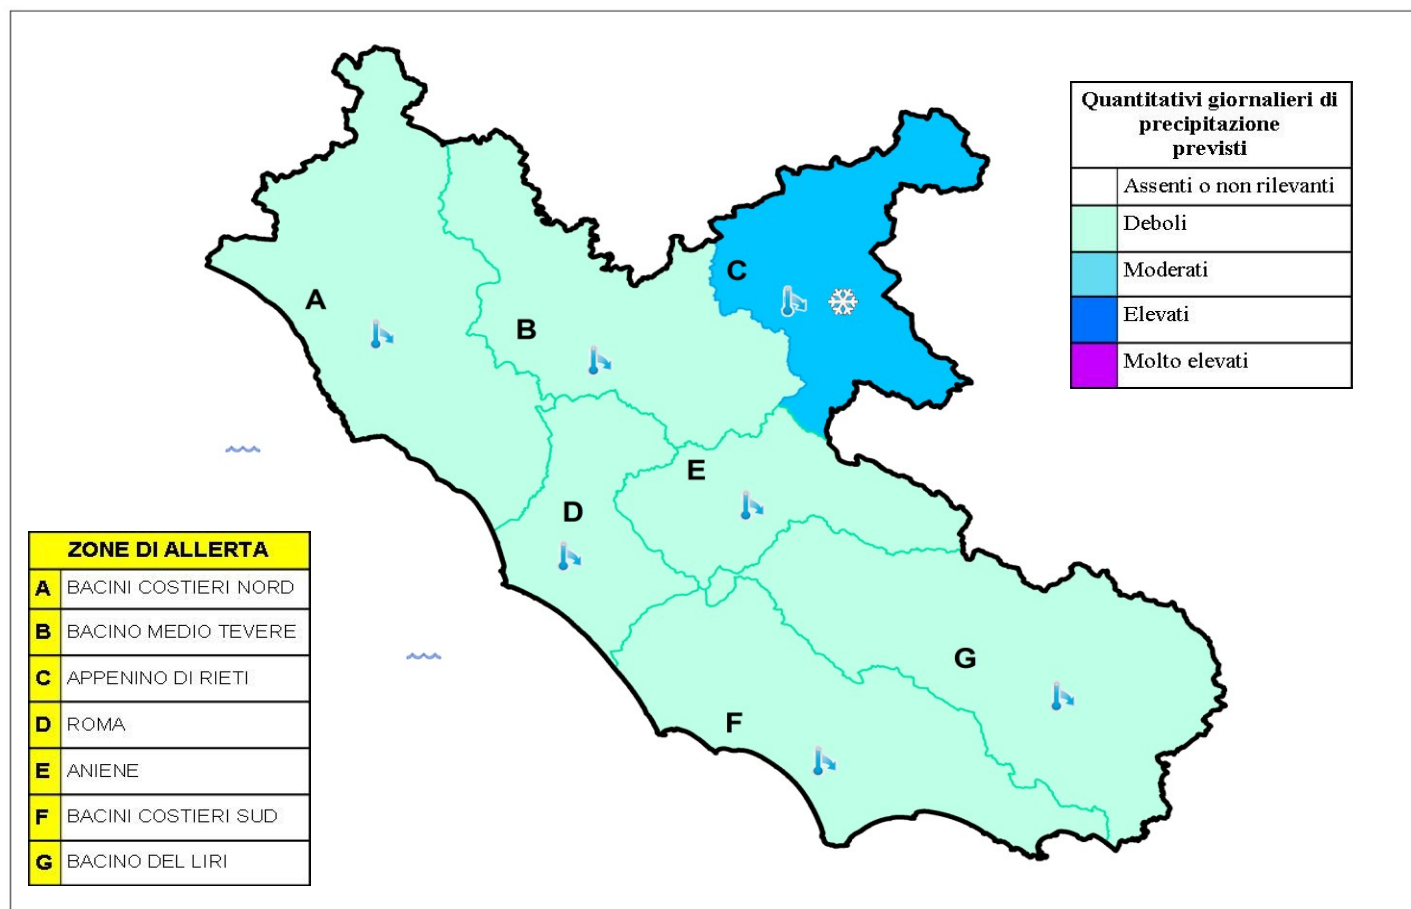 Quantitativi giornalieri di
precipitazione
previsti
Assenti o non rilevanti
Deboli
Moderati
Elevati
Molto elevati
A
B
C
D
E
F
G
ZONE DI ALLERTA
A BACINI COSTIERI NORD
B BACINO MEDIO TEVERE
C APPENINO DI RIETI
D ROMA
E ANIENE
F BACINI COSTIERI SUD
G BACINO DEL LIRI